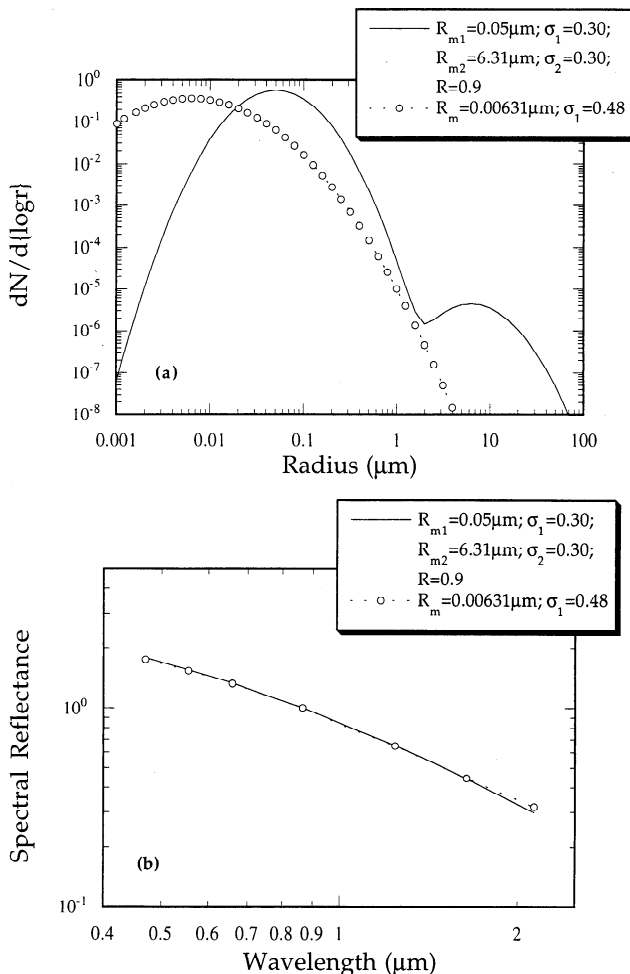 R_m1=0.05µm; σ_1=0.30;
R_m2=6.31µm; σ_2=0.30;
R=0.9
R_m=0.00631µm; σ_1=0.48
dN/d{logr}
10^0
10^-1
10^-2
10^-3
10^-4
10^-5
10^-6
10^-7
10^-8
(a)
0.001 0.01 0.1 1 10 100
Radius (µm)
R_m1=0.05µm; σ_1=0.30;
R_m2=6.31µm; σ_2=0.30;
R=0.9
R_m=0.00631µm; σ_1=0.48
Spectral Reflectance
10^0
10^-1
(b)
0.4 0.5 0.6 0.7 0.8 0.9 1 2
Wavelength (µm)